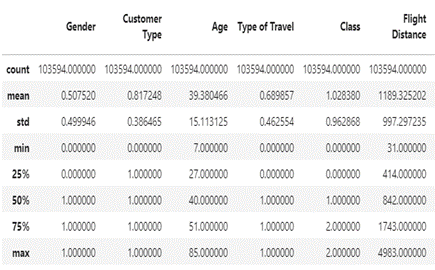 Gender Customer Type Age Type of Travel Class Flight Distance
count 103594.000000 103594.000000 103594.000000 103594.000000 103594.000000 103594.000000
mean 0.507520 0.817248 39.380466 0.689857 1.028380 1189.325202
std 0.499946 0.386465 15.113125 0.462554 0.962868 997.297235
min 0.000000 0.000000 7.000000 0.000000 0.000000 31.000000
25% 0.000000 1.000000 27.000000 0.000000 0.000000 414.000000
50% 1.000000 1.000000 40.000000 1.000000 1.000000 842.000000
75% 1.000000 1.000000 51.000000 1.000000 2.000000 1743.000000
max 1.000000 1.000000 85.000000 1.000000 2.000000 4983.000000